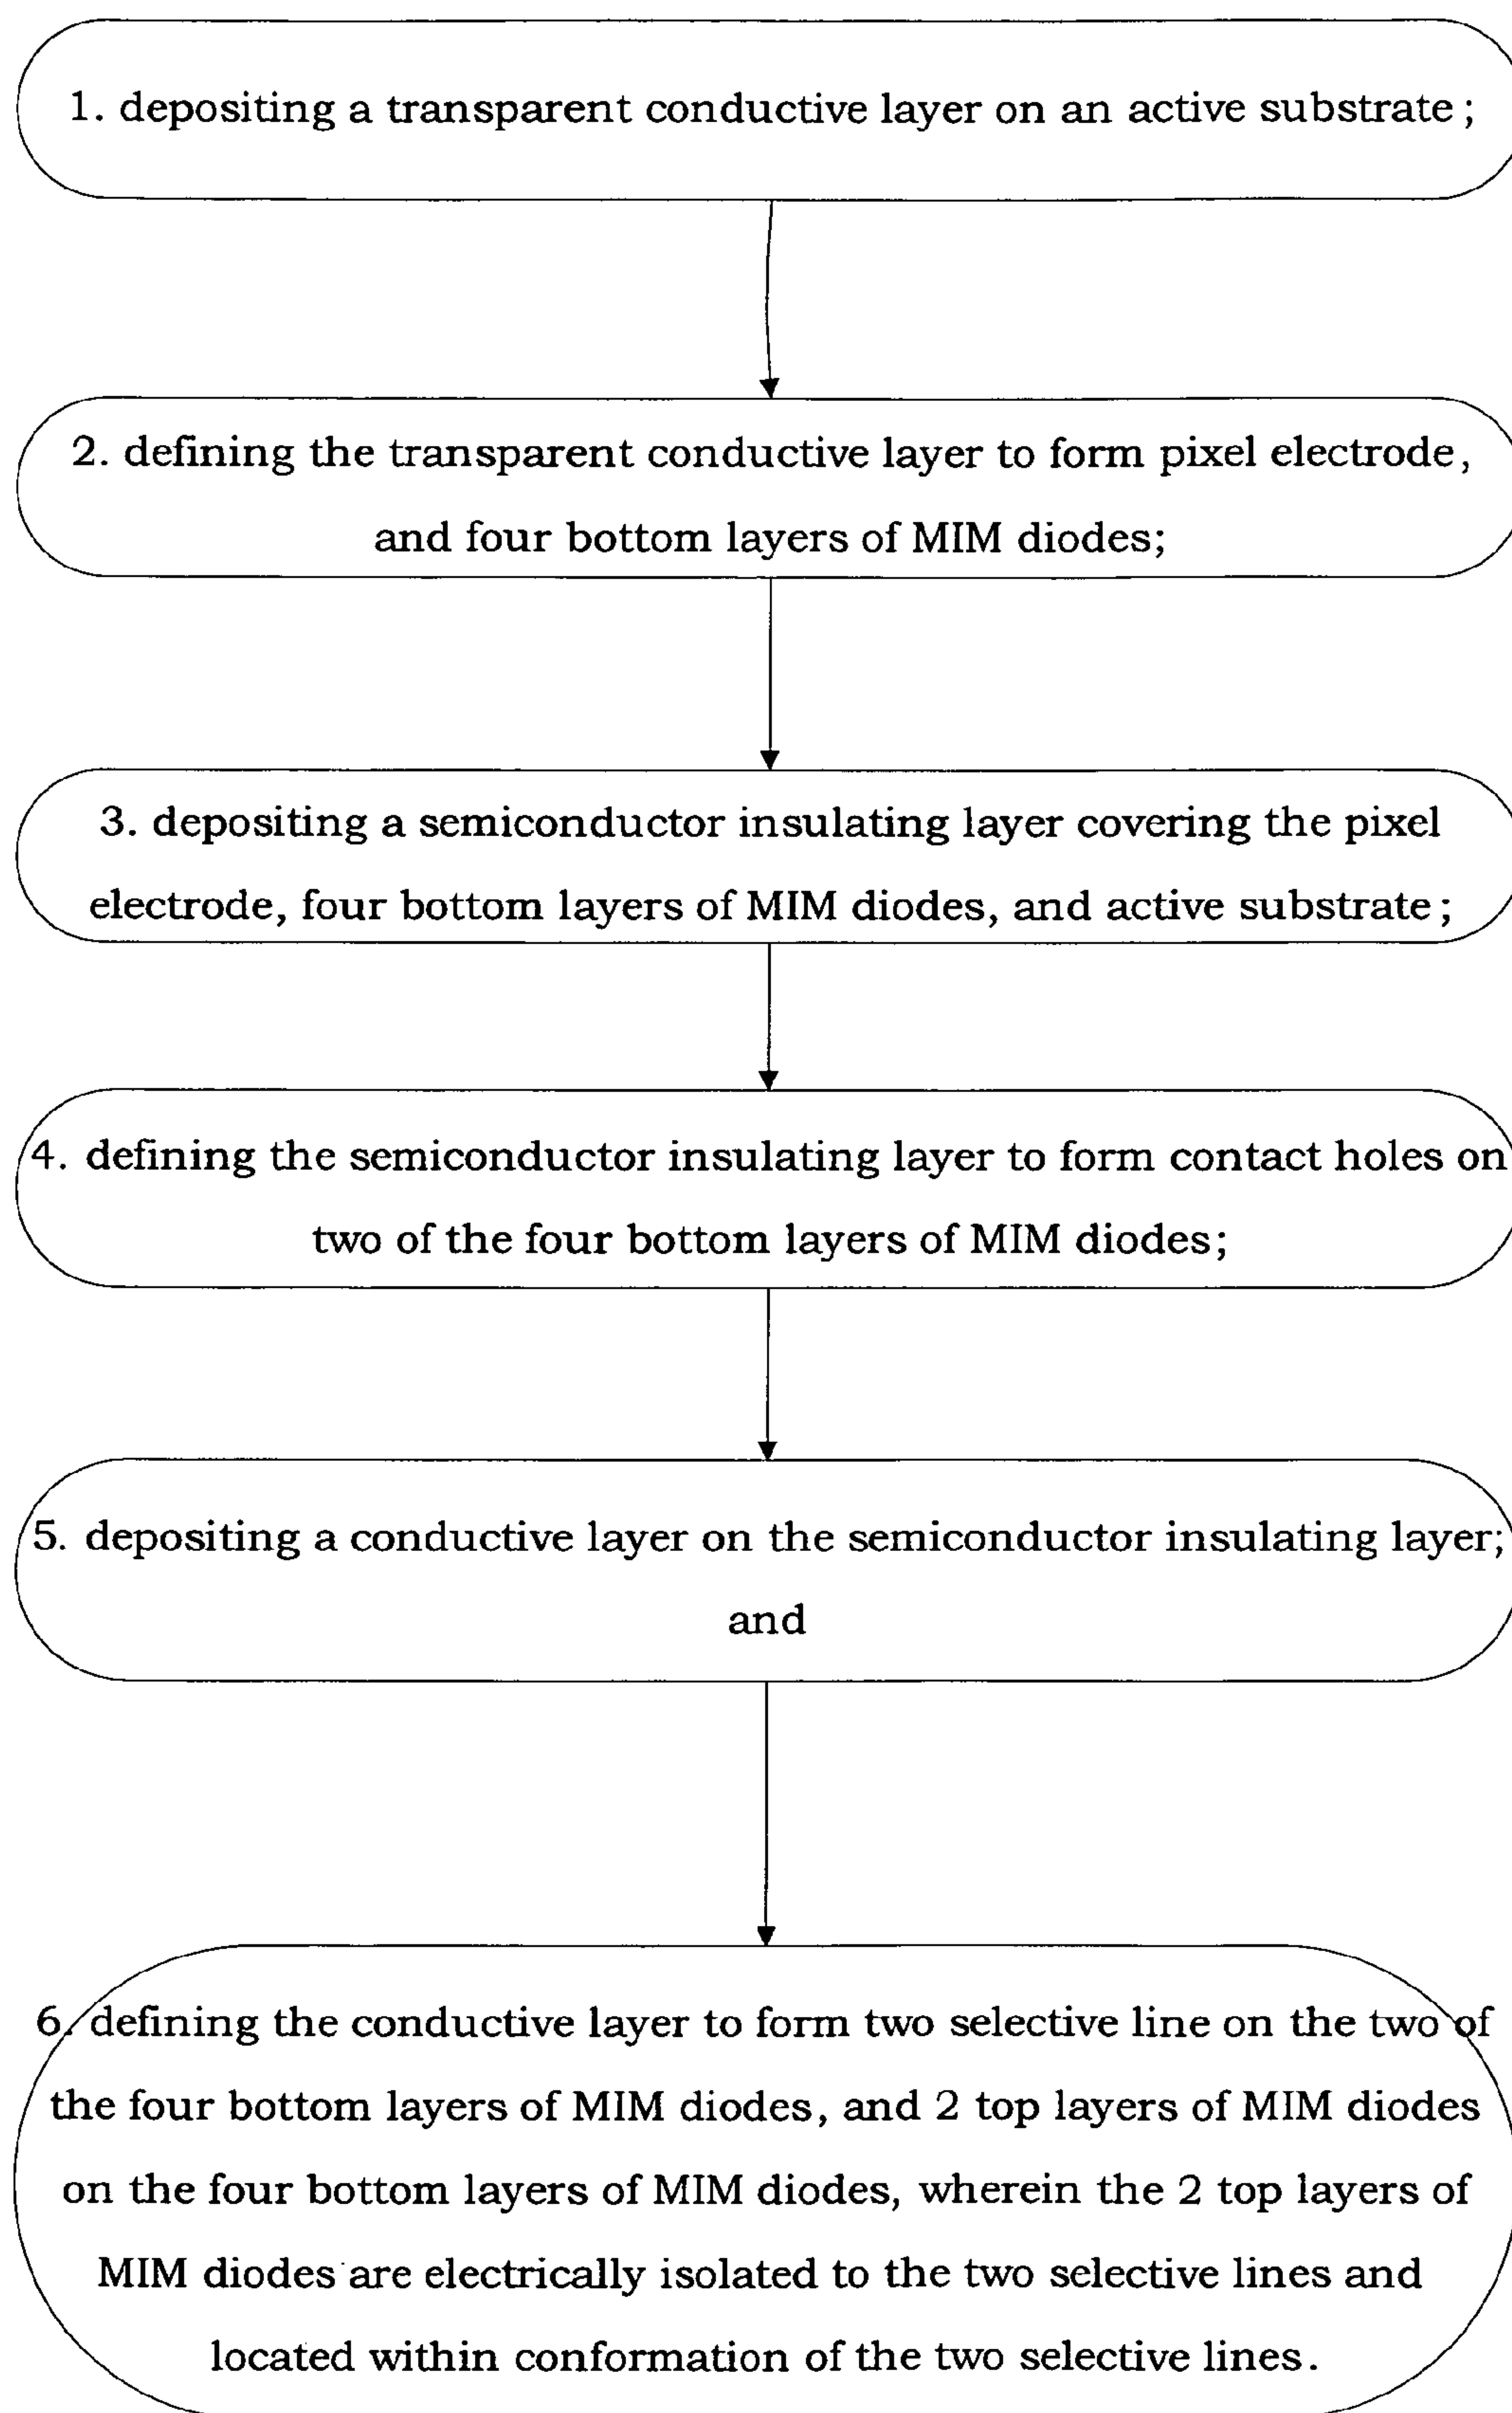 1. depositing a transparent conductive layer on an active substrate;
2. defining the transparent conductive layer to form pixel electrode,
and four bottom layers of MIM diodes;
3. depositing a semiconductor insulating layer covering the pixel
electrode, four bottom layers of MIM diodes, and active substrate;
4. defining the semiconductor insulating layer to form contact holes on
two of the four bottom layers of MIM diodes;
5. depositing a conductive layer on the semiconductor insulating layer;
and
6. defining the conductive layer to form two selective line on the two of
the four bottom layers of MIM diodes, and 2 top layers of MIM diodes
on the four bottom layers of MIM diodes, wherein the 2 top layers of
MIM diodes are electrically isolated to the two selective lines and
located within conformation of the two selective lines.